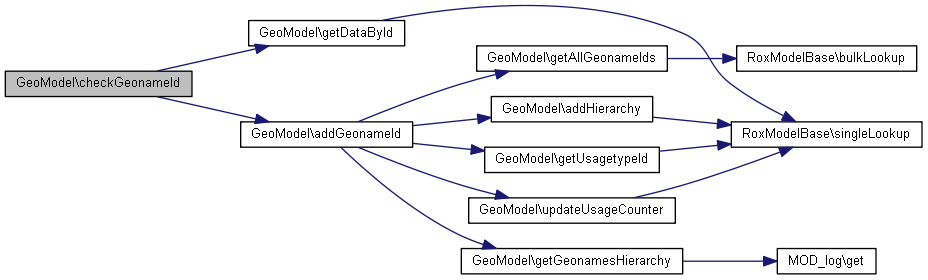 GeoModel\checkGeonameId
GeoModel\getDataById
GeoModel\addGeonameId
GeoModel\getAllGeonameIds
GeoModel\addHierarchy
GeoModel\getUsagetypeId
GeoModel\updateUsageCounter
GeoModel\getGeonamesHierarchy
RoxModelBase\bulkLookup
RoxModelBase\singleLookup
MOD_log\get